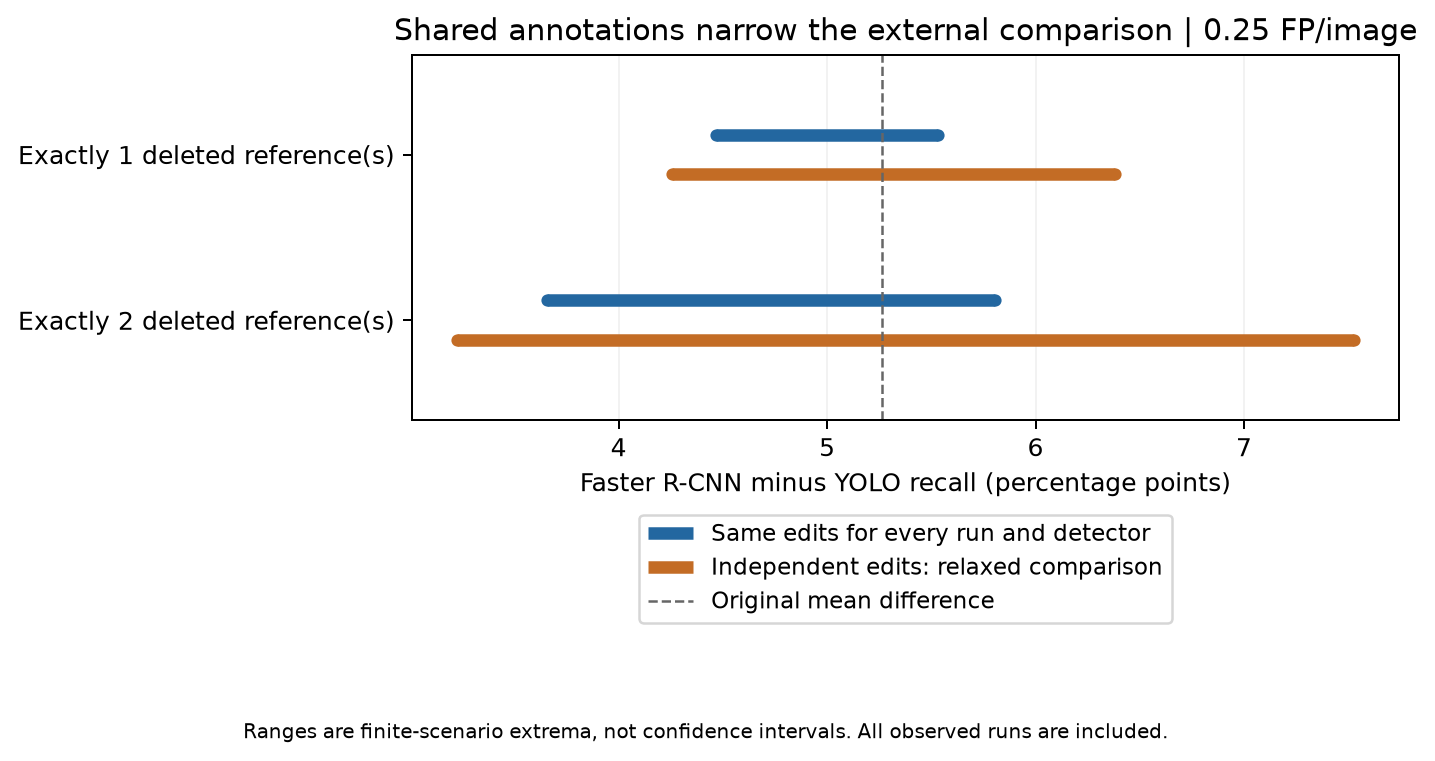 Shared annotations narrow the external comparison | 0.25 FP/image
Exactly 1 deleted reference(s)
Exactly 2 deleted reference(s)
4 5 6 7
Faster R-CNN minus YOLO recall (percentage points)
Same edits for every run and detector
Independent edits: relaxed comparison
Original mean difference
Ranges are finite-scenario extrema, not confidence intervals. All observed runs are included.